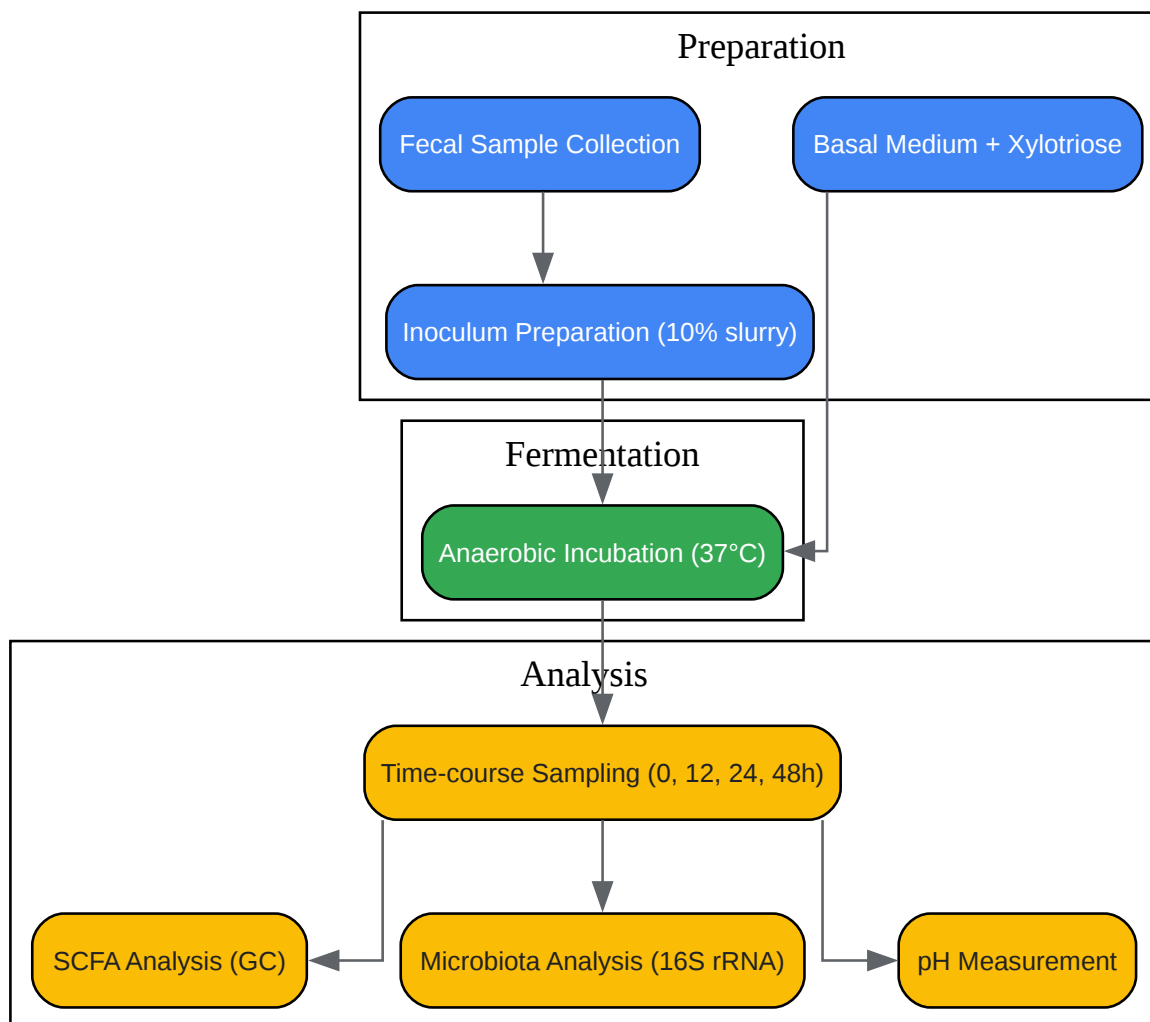 Preparation
Fecal Sample Collection
Basal Medium + Xylotriose
Inoculum Preparation (10% slurry)
Fermentation
Anaerobic Incubation (37°C)
Analysis
Time-course Sampling (0, 12, 24, 48h)
SCFA Analysis (GC)
Microbiota Analysis (16S rRNA)
pH Measurement